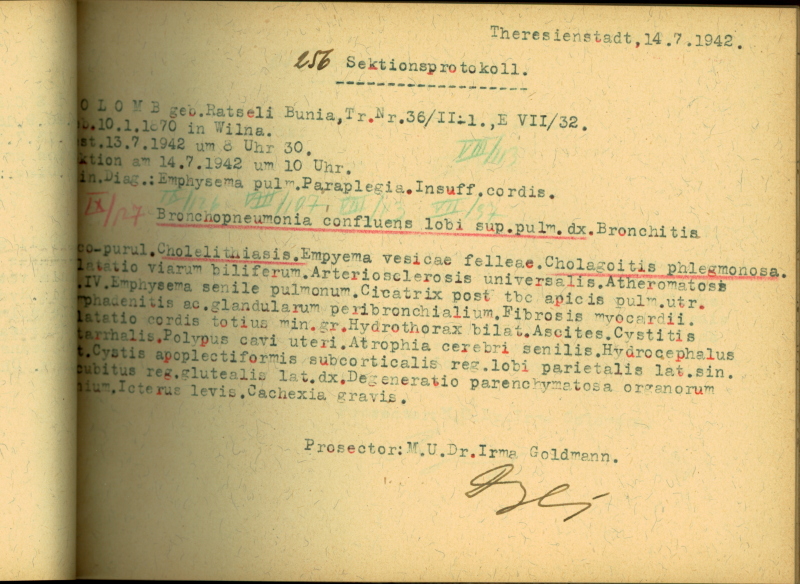 Theresienstadt, 14.7.1942.
256 Sektionsprotokoll.
O L O M B geb.Ratseli Bunia,Tr.Nr.36/II-1.,E VII/32.
b.10.1.1870 in Wilna.
st.13.7.1942 um 8 Uhr 30.
ktion am 14.7.1942 um 10 Uhr.
in.Diag.:Emphysema pulm.Paraplegia.Insuff.cordis.
IX/27
Bronchopneumonia confluens lobi sup.pulm.dx.Bronchitia
co-purul.Cholelithiasis.Empyema vesicae felleae.Cholagoitis phlegmonosa.
latatio viarum biliferum.Arteriosclerosis universalis.Atheromatosis
.IV.Emphysema senile pulmonum.Cicatrix post tbc apicis pulm.utr.
mphadenitis ac.glandularum peribronchialium.Fibrosis myocardii.
latatio cordis totius min.gr.Hydrothorax bilat.Ascites.Cystitis
tarrhalis.Polypus cavi uteri.Atrophia cerebri senilis.Hydrocephalus
t.Cystis apoplectiformis subcorticalis reg.lobi parietalis lat.sin.
cubitus reg.glutealis lat.dx.Degeneratio parenchymatosa organorum
nium.Icterus levis.Cachexia gravis.
Prosector:M.U.Dr.Irma Goldmann.